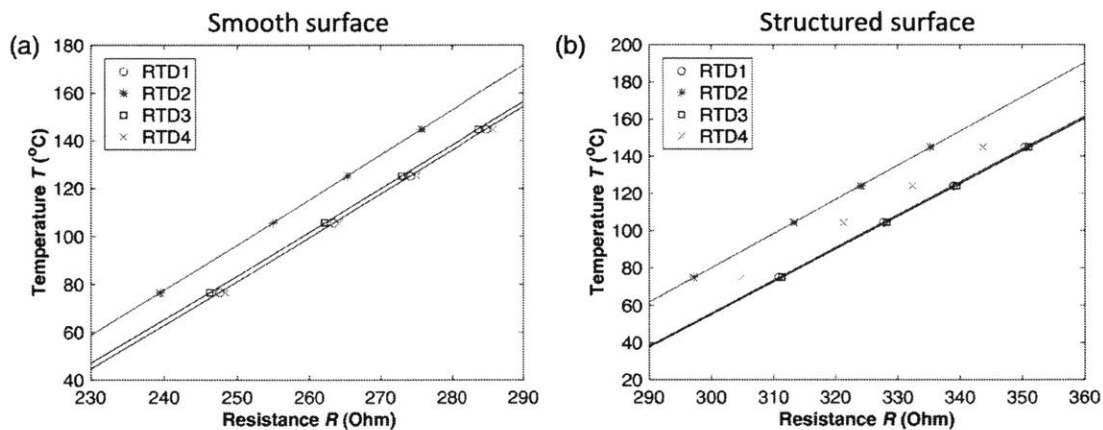 Smooth surface
(a)
180
160
140
120
100
80
60
40
Temperature T (°C)
RTD1
RTD2
RTD3
RTD4
230 240 250 260 270 280 290
Resistance R (Ohm)
Structured surface
(b)
200
180
160
140
120
100
80
60
40
20
Temperature T (°C)
RTD1
RTD2
RTD3
RTD4
290 300 310 320 330 340 350 360
Resistance R (Ohm)